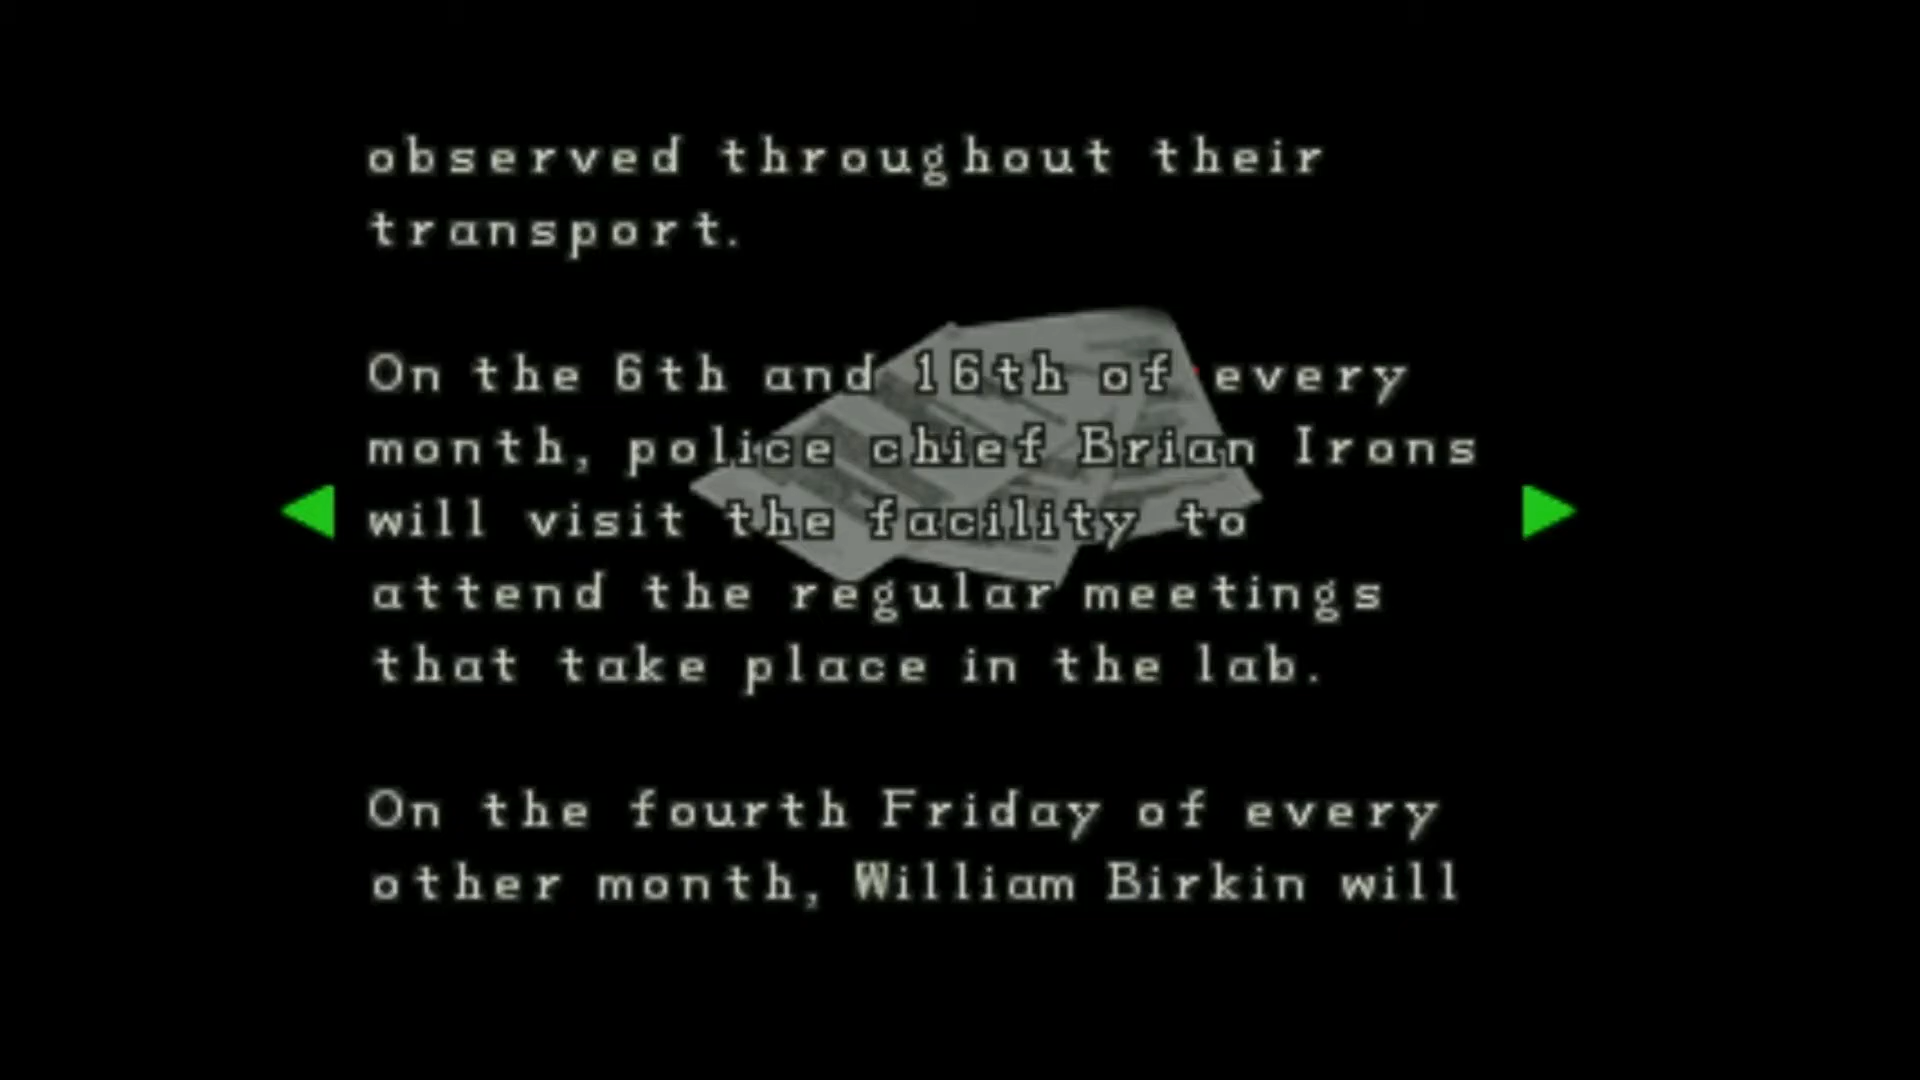 observed throughout their
transport.
On the 6th and 16th of every
month, police chief Brian Irons
will visit the facility to
attend the regular meetings
that take place in the lab.
On the fourth Friday of every
other month, William Birkin will